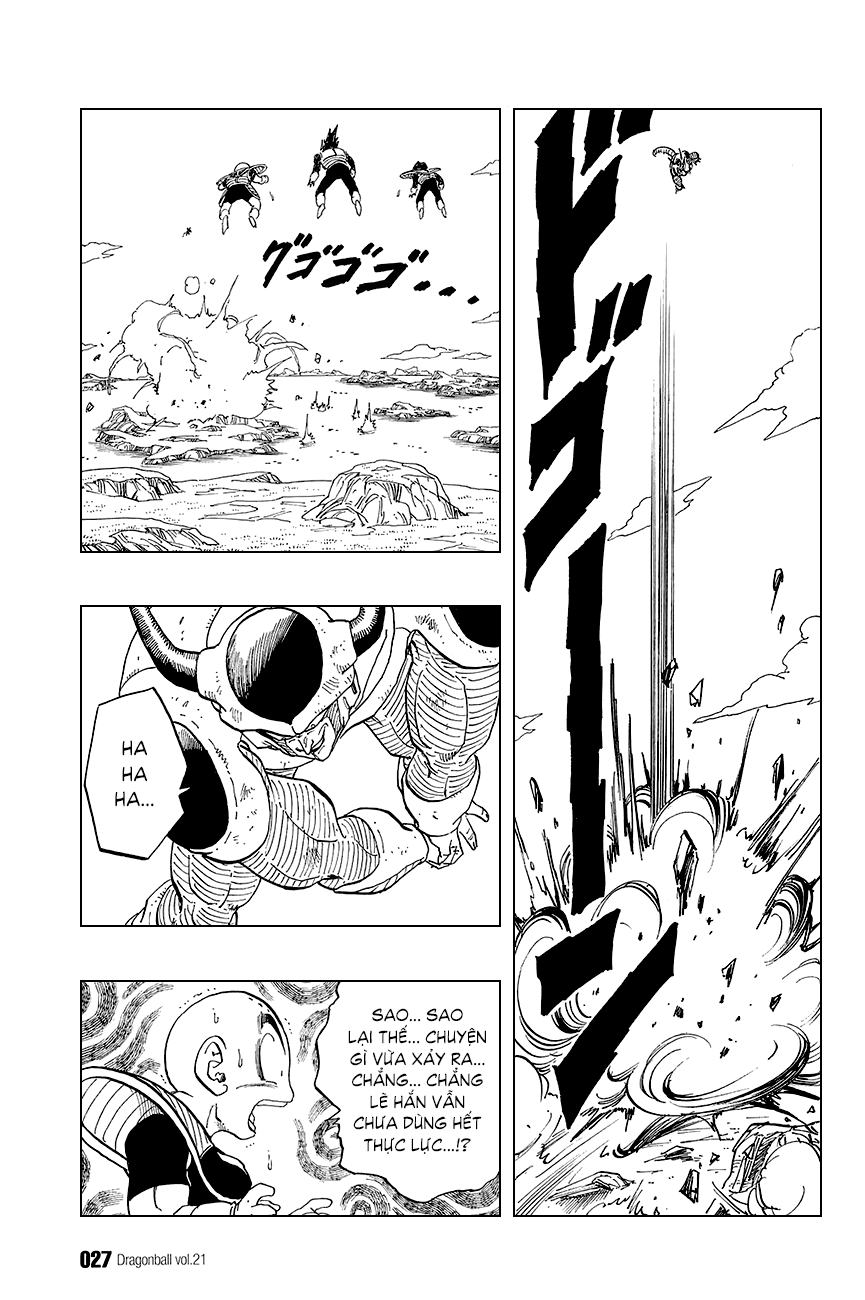 ドゴーン
グゴゴゴ...
HA
HA
HA...
SAO... SAO
LẠI THẾ... CHUYỆN
GÌ VỪA XẢY RA...
CHẲNG... CHẲNG
LẼ HẮN VẪN
CHƯA DÙNG HẾT
THỰC LỰC...!?
027 Dragonball vol.21